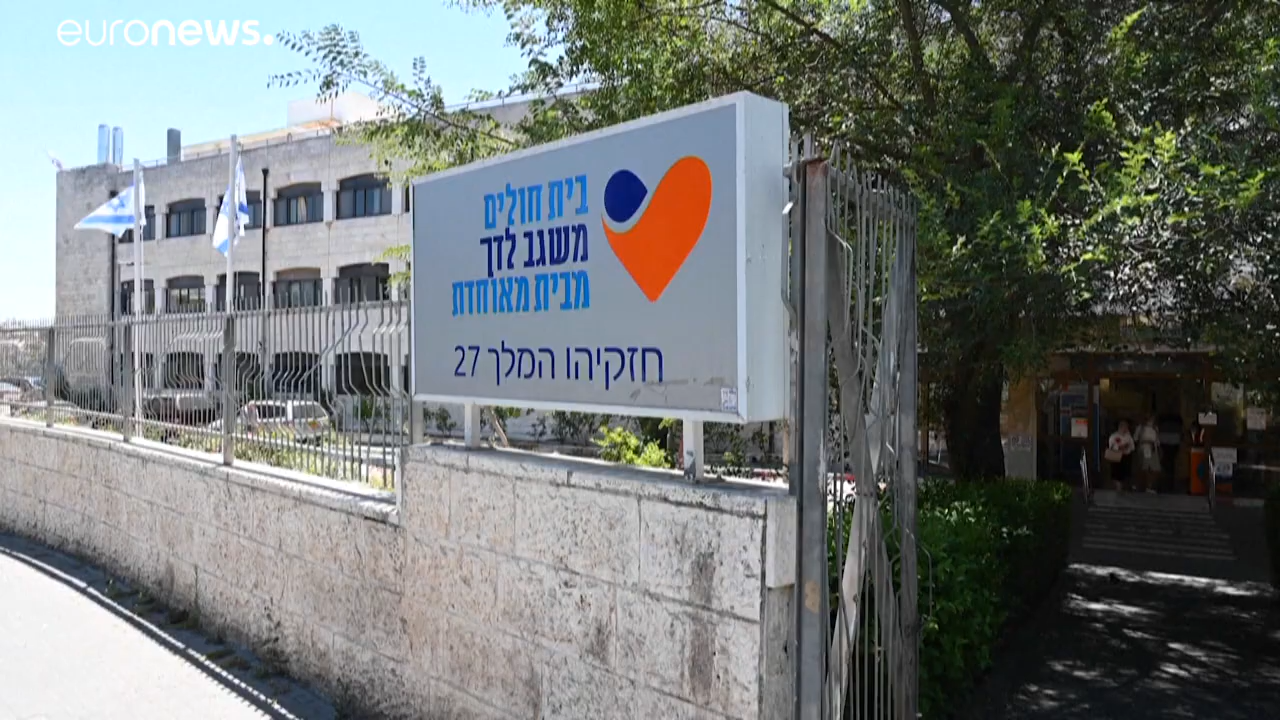 euronews.
בית חולים
משגב לדך
מבית מאוחדת
חזקיהו המלך 27